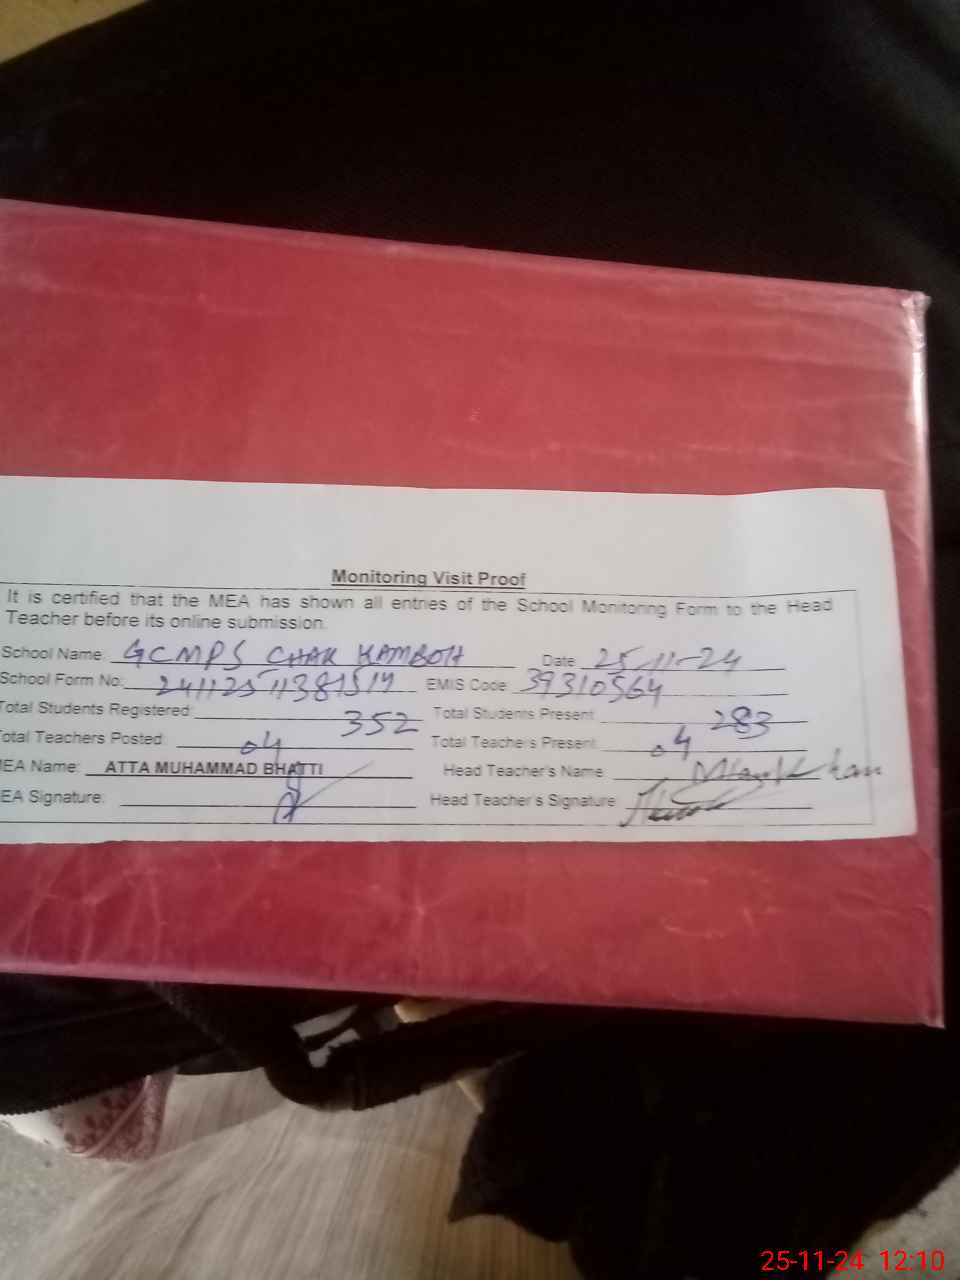 Monitoring Visit Proof
It is certified that the MEA has shown all entries of the School Monitoring Form to the Head
Teacher before its online submission.
School Name: GCMPS CHAK KAMBOH Date 25-11-24
School Form No: EMIS Code: 39310564
Total Students Registered: 352 Total Students Present: 283
Total Teachers Posted: 04 Total Teachers Present: 04
MEA Name: ATTA MUHAMMAD BHATTI Head Teacher's Name
EA Signature: Head Teacher's Signature
25-11-24 12:10